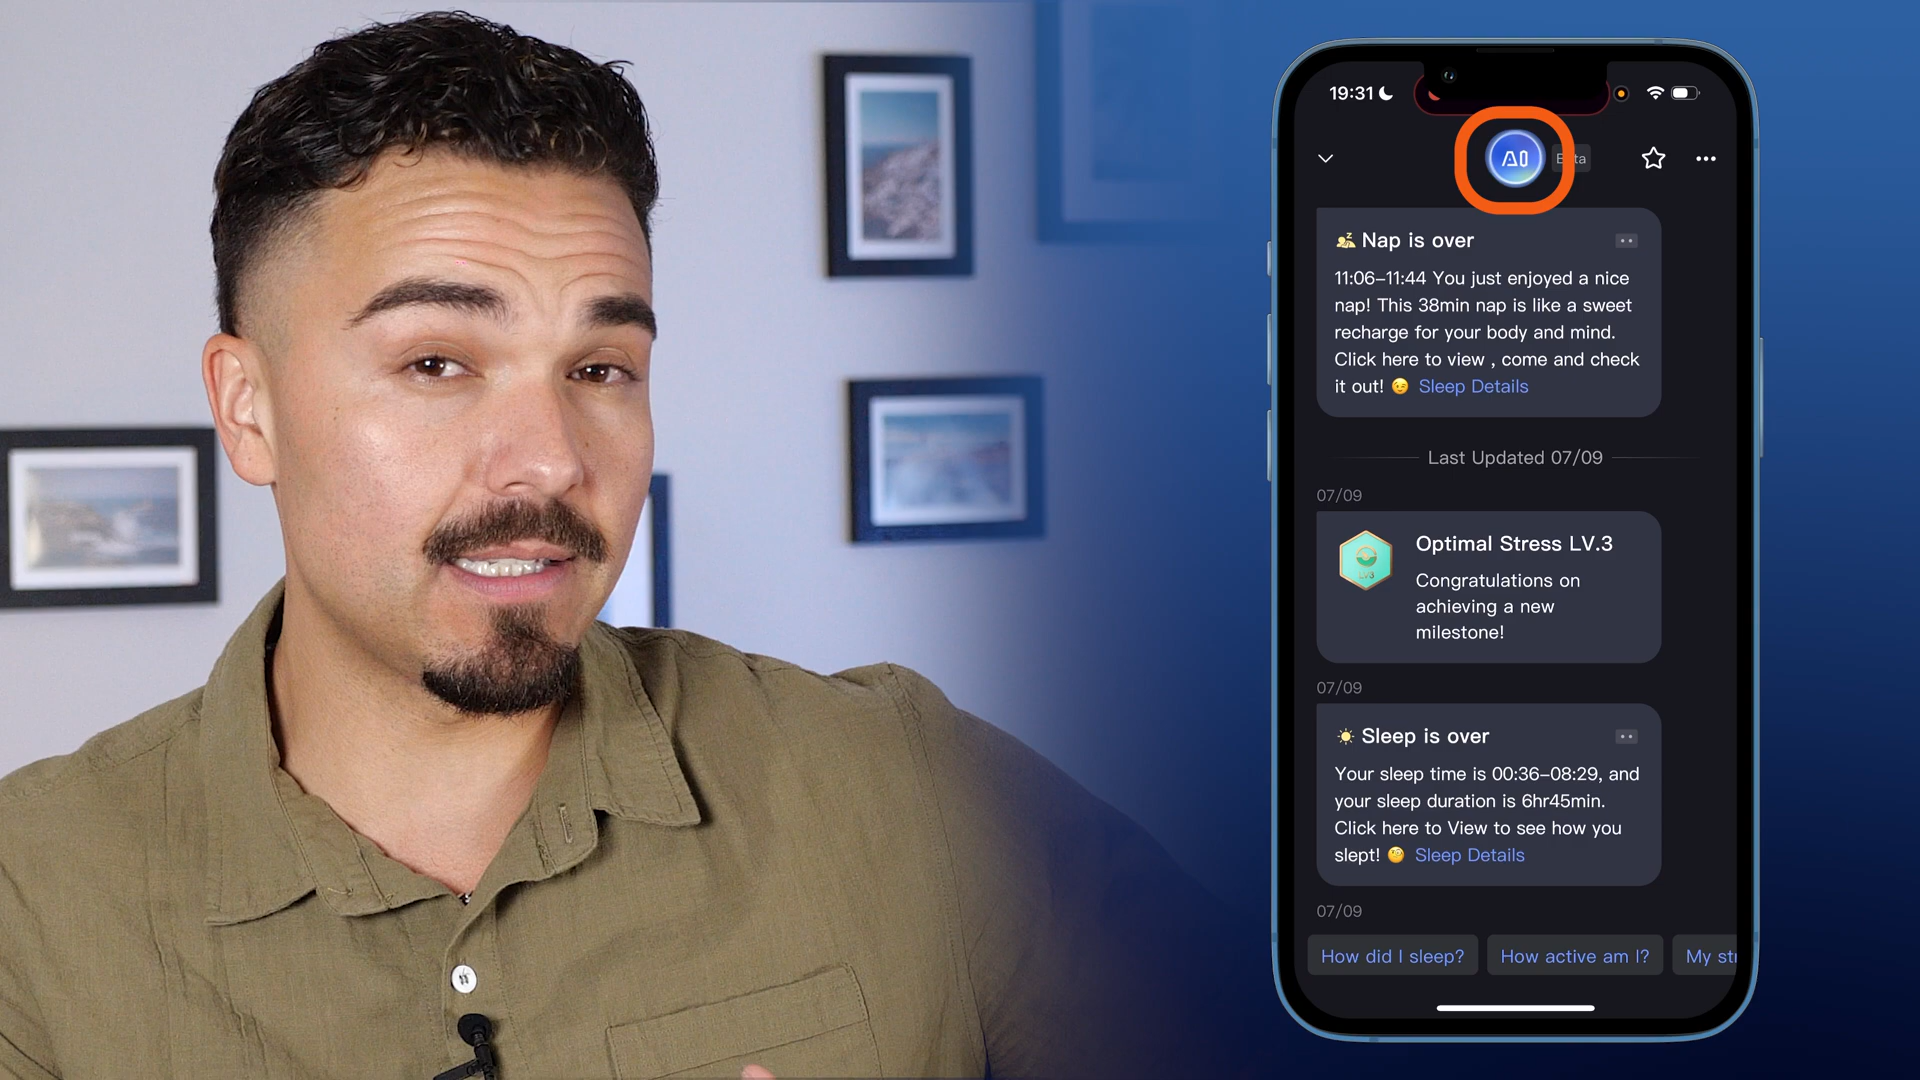 19:31
AI
Beta
Nap is over
11:06–11:44 You just enjoyed a nice
nap! This 38min nap is like a sweet
recharge for your body and mind.
Click here to view , come and check
it out! 😉 Sleep Details
Last Updated 07/09
07/09
LV3
Optimal Stress LV.3
Congratulations on
achieving a new
milestone!
07/09
Sleep is over
Your sleep time is 00:36–08:29, and
your sleep duration is 6hr45min.
Click here to View to see how you
slept! 🧐 Sleep Details
07/09
How did I sleep?
How active am I?
My